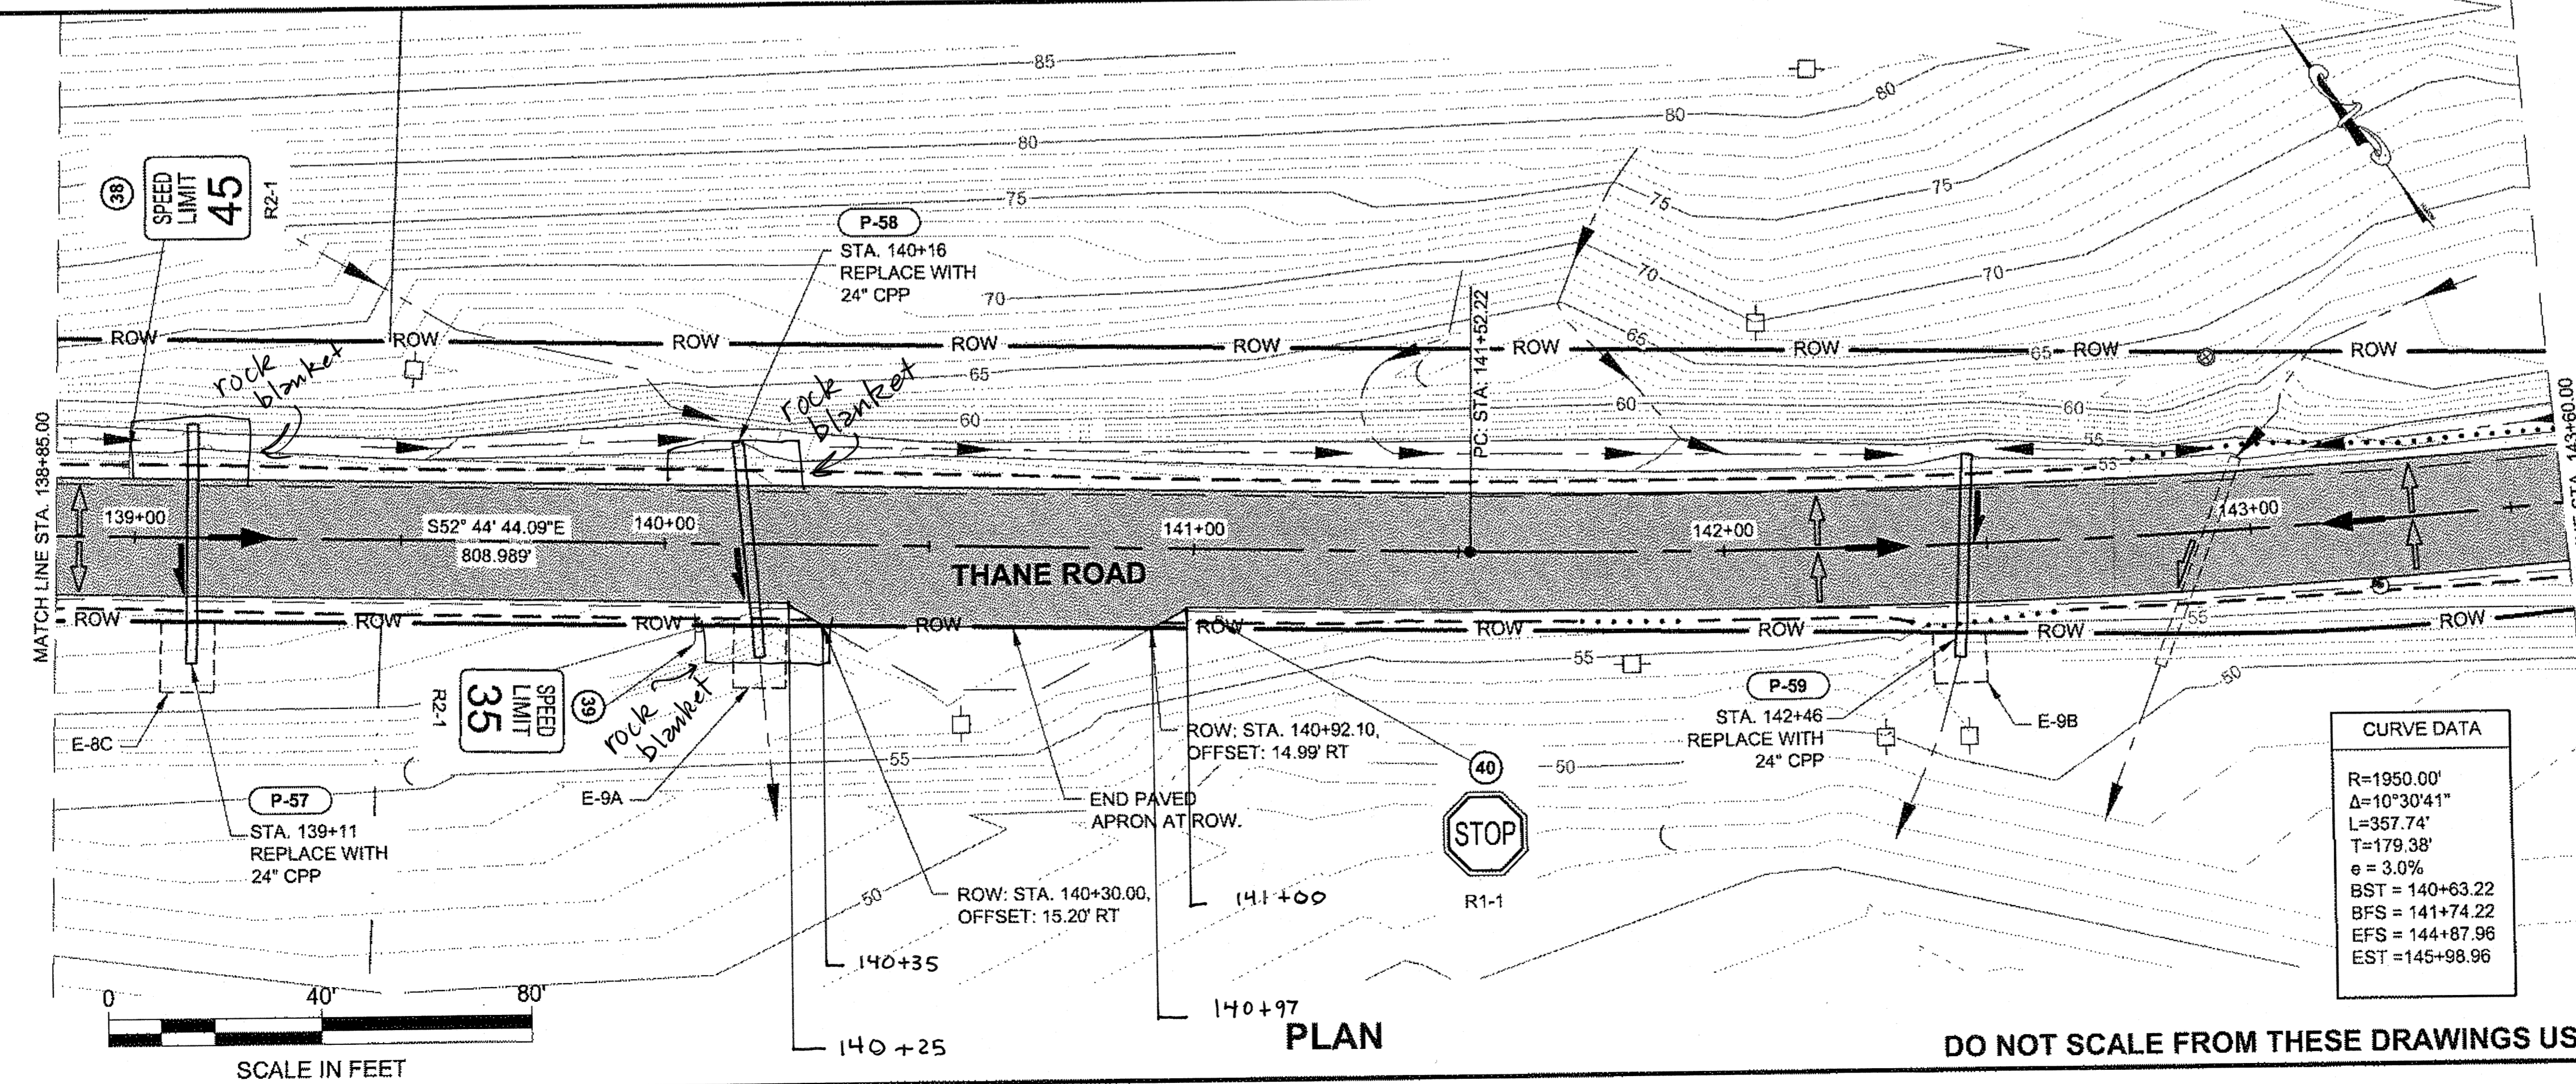 85
80
80
75
75
75
70
70
70
65
65
65
60
60
60
55
55
55
55
55
50
50
50
38
SPEED
LIMIT
45
R2-1
P-58
STA. 140+16
REPLACE WITH
24" CPP
ROW ROW ROW ROW ROW ROW ROW ROW ROW
rock
blanket
rock
blanket
PC STA: 141+52.22
MATCH LINE STA. 138+85.00
143+60.00
139+00
S52° 44' 44.09"E
808.989'
140+00
141+00
142+00
143+00
THANE ROAD
ROW ROW ROW ROW ROW ROW ROW ROW ROW
R2-1
SPEED
LIMIT
35
39
rock
blanket
E-8C
P-57
STA. 139+11
REPLACE WITH
24" CPP
E-9A
ROW: STA. 140+92.10,
OFFSET: 14.99' RT
END PAVED
APRON AT ROW.
ROW: STA. 140+30.00,
OFFSET: 15.20' RT
141+00
140+35
140+97
140+25
40
STOP
R1-1
P-59
STA. 142+46
REPLACE WITH
24" CPP
E-9B
CURVE DATA
R=1950.00'
Δ=10°30'41"
L=357.74'
T=179.38'
e = 3.0%
BST = 140+63.22
BFS = 141+74.22
EFS = 144+87.96
EST =145+98.96
0 40' 80'
SCALE IN FEET
PLAN
DO NOT SCALE FROM THESE DRAWINGS US